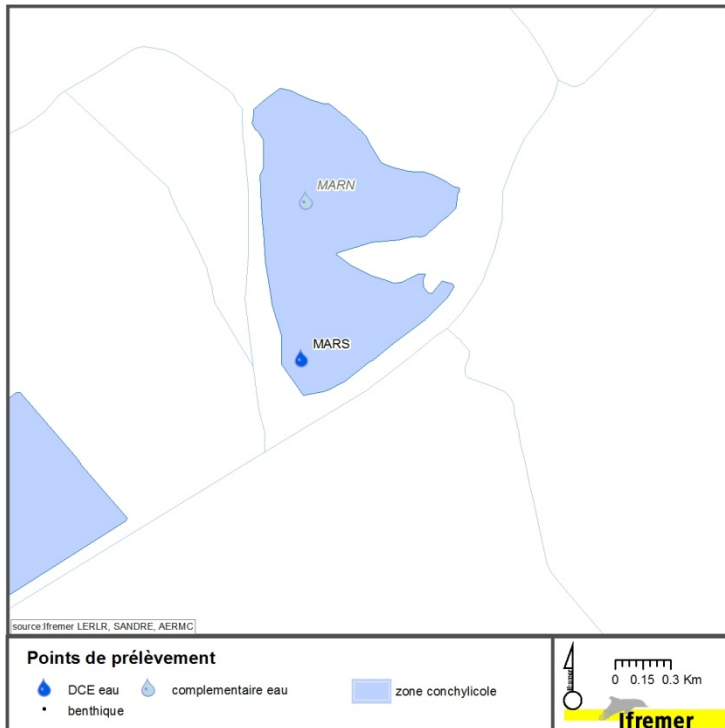 MARN
MARS
source:Ifremer LERLR, SANDRE, AERMC
Points de prélèvement
DCE eau
complementaire eau
zone conchylicole
benthique
Ifremer
0 0.15 0.3 Km
Ifremer